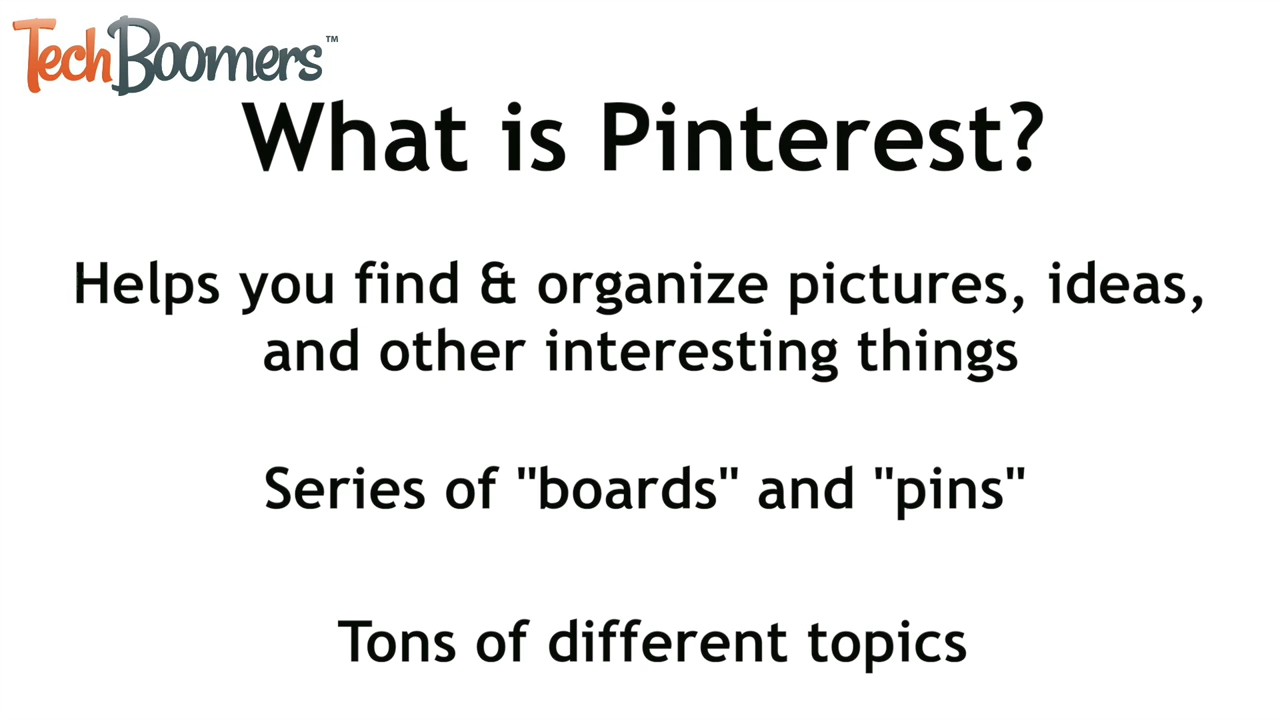 TechBoomers™
What is Pinterest?
Helps you find & organize pictures, ideas,
and other interesting things
Series of "boards" and "pins"
Tons of different topics